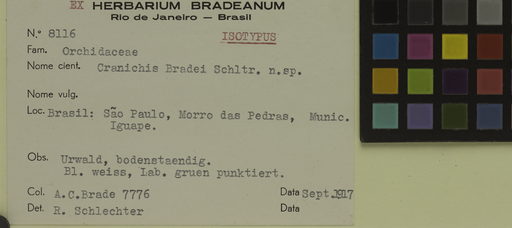 EX HERBARIUM BRADEANUM
Rio de Janeiro — Brasil
N.º 8116 ISOTYPUS
Fam. Orchidaceae
Nome cient. Cranichis Bradei Schltr. n.sp.
Nome vulg.
Loc. Brasil: São Paulo, Morro das Pedras, Munic.
Iguape.
Obs. Urwald, bodenstaendig.
Bl. weiss, Lab. gruen punktiert.
Col. A.C.Brade 7776 Data Sept.1917
Det. R. Schlechter Data